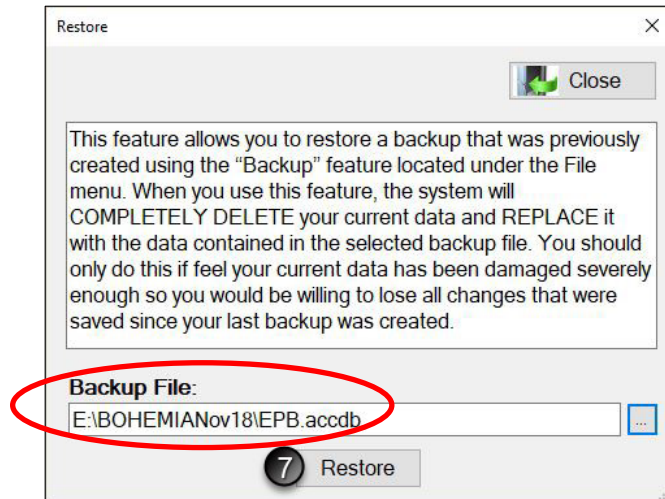 Restore
Close
This feature allows you to restore a backup that was previously
created using the “Backup” feature located under the File
menu. When you use this feature, the system will
COMPLETELY DELETE your current data and REPLACE it
with the data contained in the selected backup file. You should
only do this if feel your current data has been damaged severely
enough so you would be willing to lose all changes that were
saved since your last backup was created.
Backup File:
E:\BOHEMIANov18\EPB.accdb
...
7 Restore